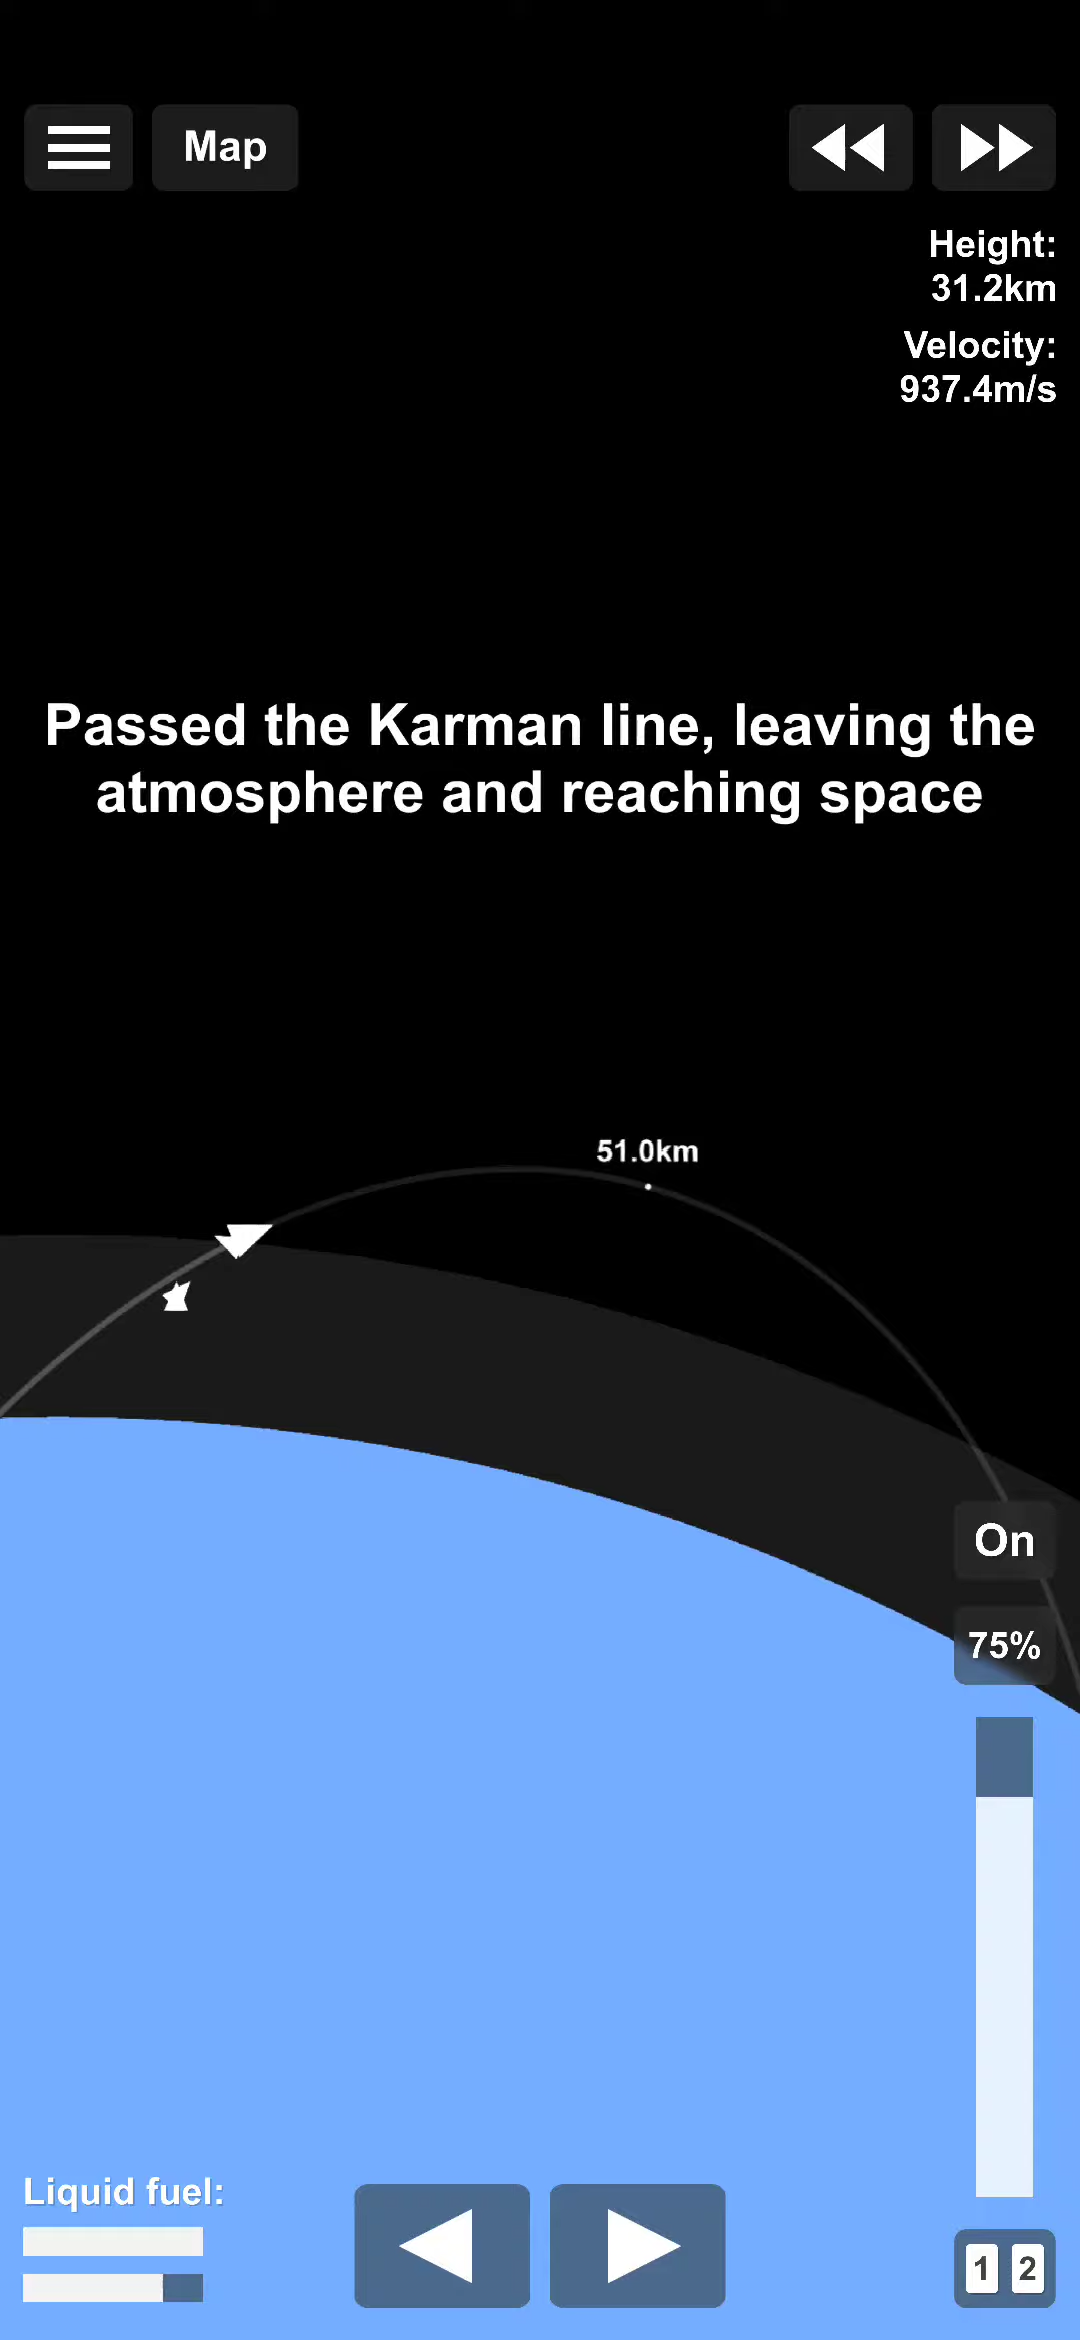 Map
Height:
31.2km
Velocity:
937.4m/s
Passed the Karman line, leaving the
atmosphere and reaching space
51.0km
On
75%
Liquid fuel:
1 2